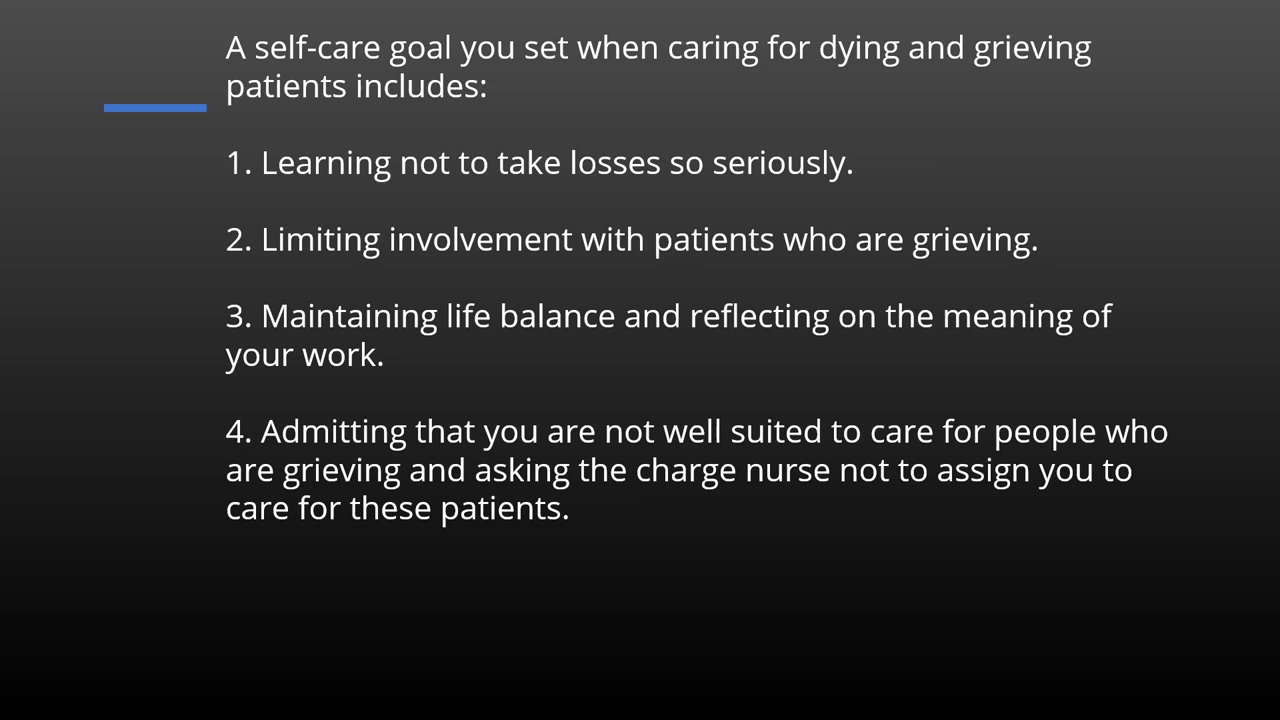 A self-care goal you set when caring for dying and grieving
patients includes:
1. Learning not to take losses so seriously.
2. Limiting involvement with patients who are grieving.
3. Maintaining life balance and reflecting on the meaning of
your work.
4. Admitting that you are not well suited to care for people who
are grieving and asking the charge nurse not to assign you to
care for these patients.